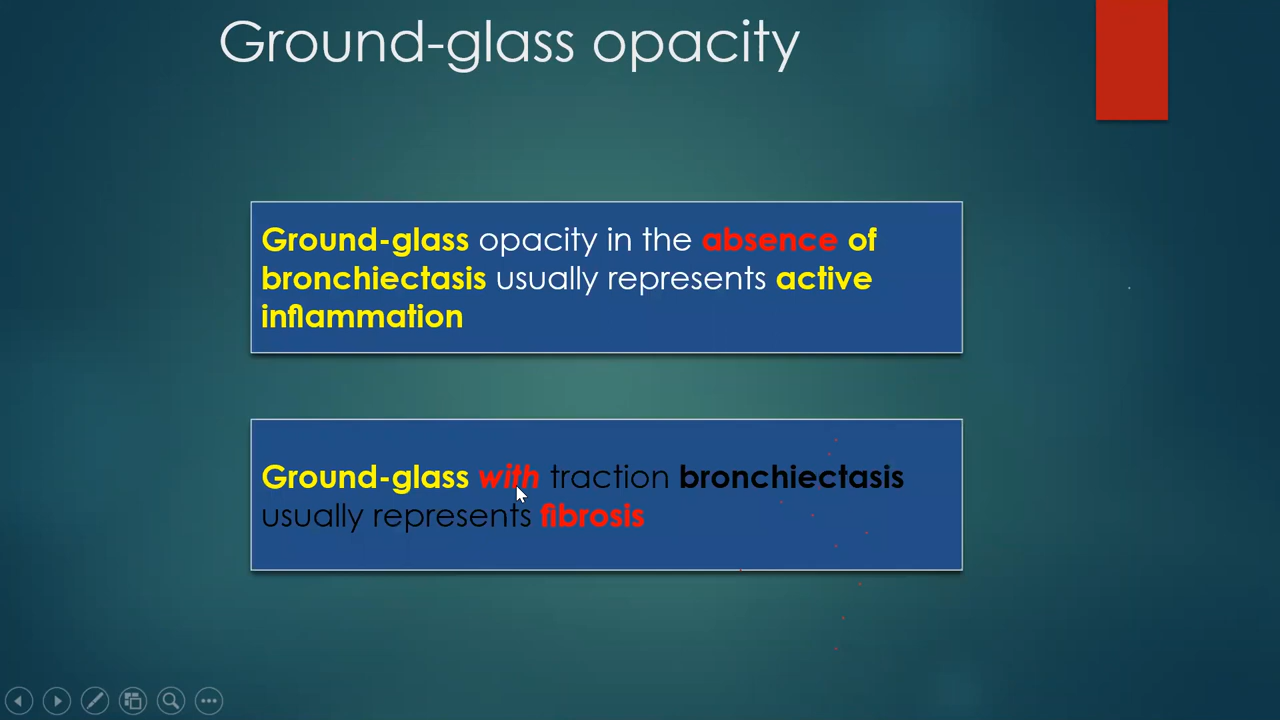 Ground-glass opacity
Ground-glass opacity in the absence of
bronchiectasis usually represents active
inflammation
Ground-glass with traction bronchiectasis
usually represents fibrosis